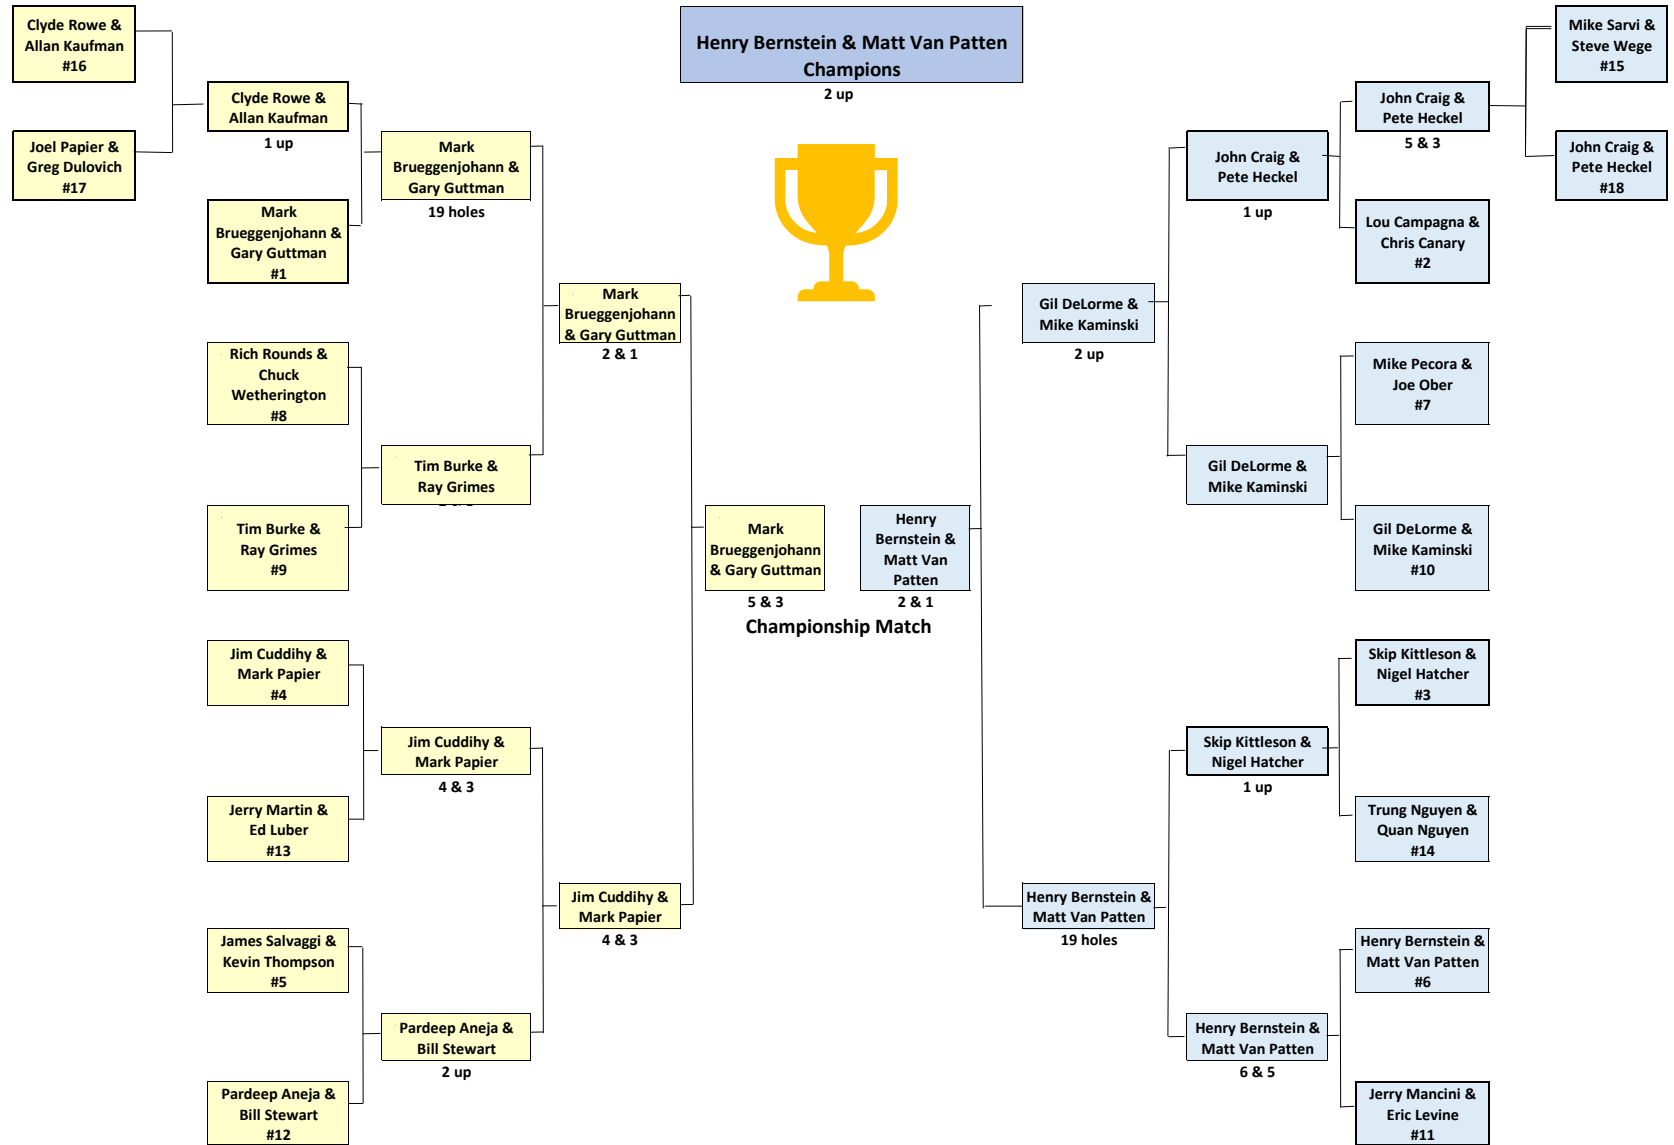 Clyde Rowe &
Allan Kaufman
#16
Joel Papier &
Greg Dulovich
#17
Clyde Rowe &
Allan Kaufman
1 up
Mark
Brueggenjohann &
Gary Guttman
#1
Rich Rounds &
Chuck
Wetherington
#8
Tim Burke &
Ray Grimes
#9
Jim Cuddihy &
Mark Papier
#4
Jerry Martin &
Ed Luber
#13
James Salvaggi &
Kevin Thompson
#5
Pardeep Aneja &
Bill Stewart
#12
Mark
Brueggenjohann &
Gary Guttman
19 holes
Tim Burke &
Ray Grimes
Jim Cuddihy &
Mark Papier
4 & 3
Pardeep Aneja &
Bill Stewart
2 up
Mark
Brueggenjohann
& Gary Guttman
2 & 1
Jim Cuddihy &
Mark Papier
4 & 3
Henry Bernstein & Matt Van Patten
Champions
2 up
Mark
Brueggenjohann
& Gary Guttman
5 & 3
Henry
Bernstein &
Matt Van
Patten
2 & 1
Championship Match
Gil DeLorme &
Mike Kaminski
2 up
Henry Bernstein &
Matt Van Patten
19 holes
John Craig &
Pete Heckel
1 up
Gil DeLorme &
Mike Kaminski
Skip Kittleson &
Nigel Hatcher
1 up
Henry Bernstein &
Matt Van Patten
6 & 5
John Craig &
Pete Heckel
5 & 3
Lou Campagna &
Chris Canary
#2
Mike Pecora &
Joe Ober
#7
Gil DeLorme &
Mike Kaminski
#10
Skip Kittleson &
Nigel Hatcher
#3
Trung Nguyen &
Quan Nguyen
#14
Henry Bernstein &
Matt Van Patten
#6
Jerry Mancini &
Eric Levine
#11
Mike Sarvi &
Steve Wege
#15
John Craig &
Pete Heckel
#18